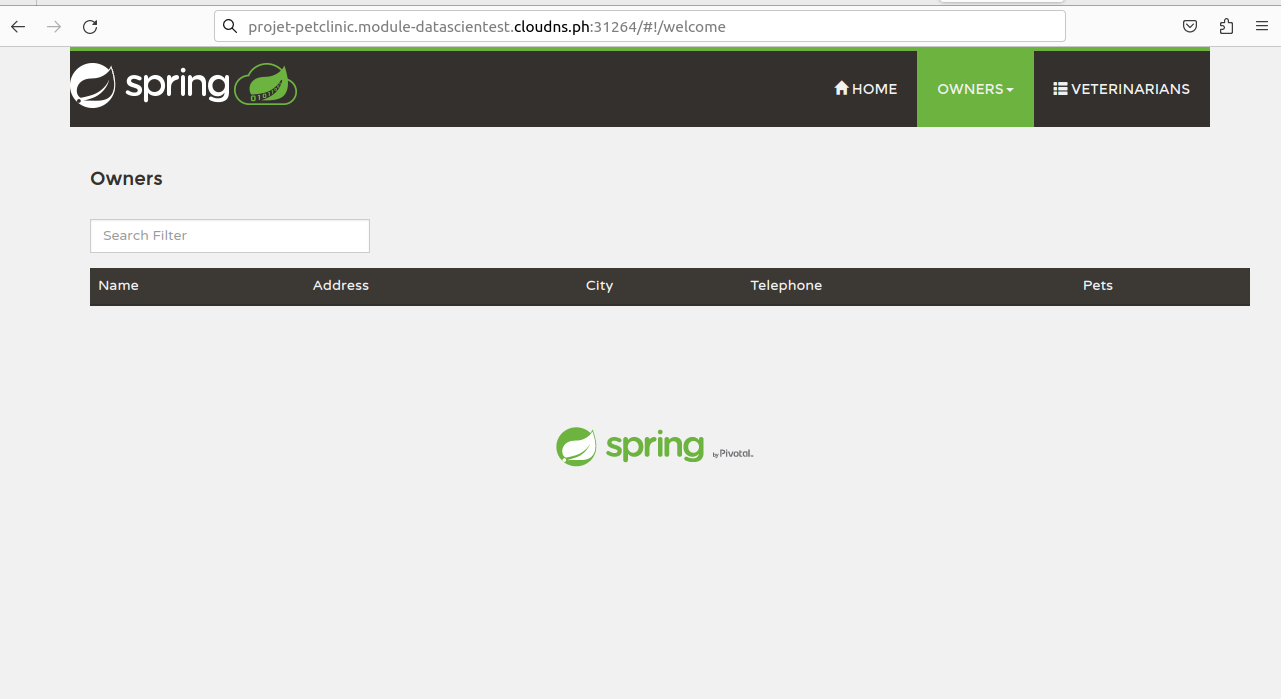 projet-petclinic.module-datascientest.cloudns.ph:31264/#!/welcome
spring
HOME OWNERS VETERINARIANS
Owners
Search Filter
Name Address City Telephone Pets
spring by Pivotal.